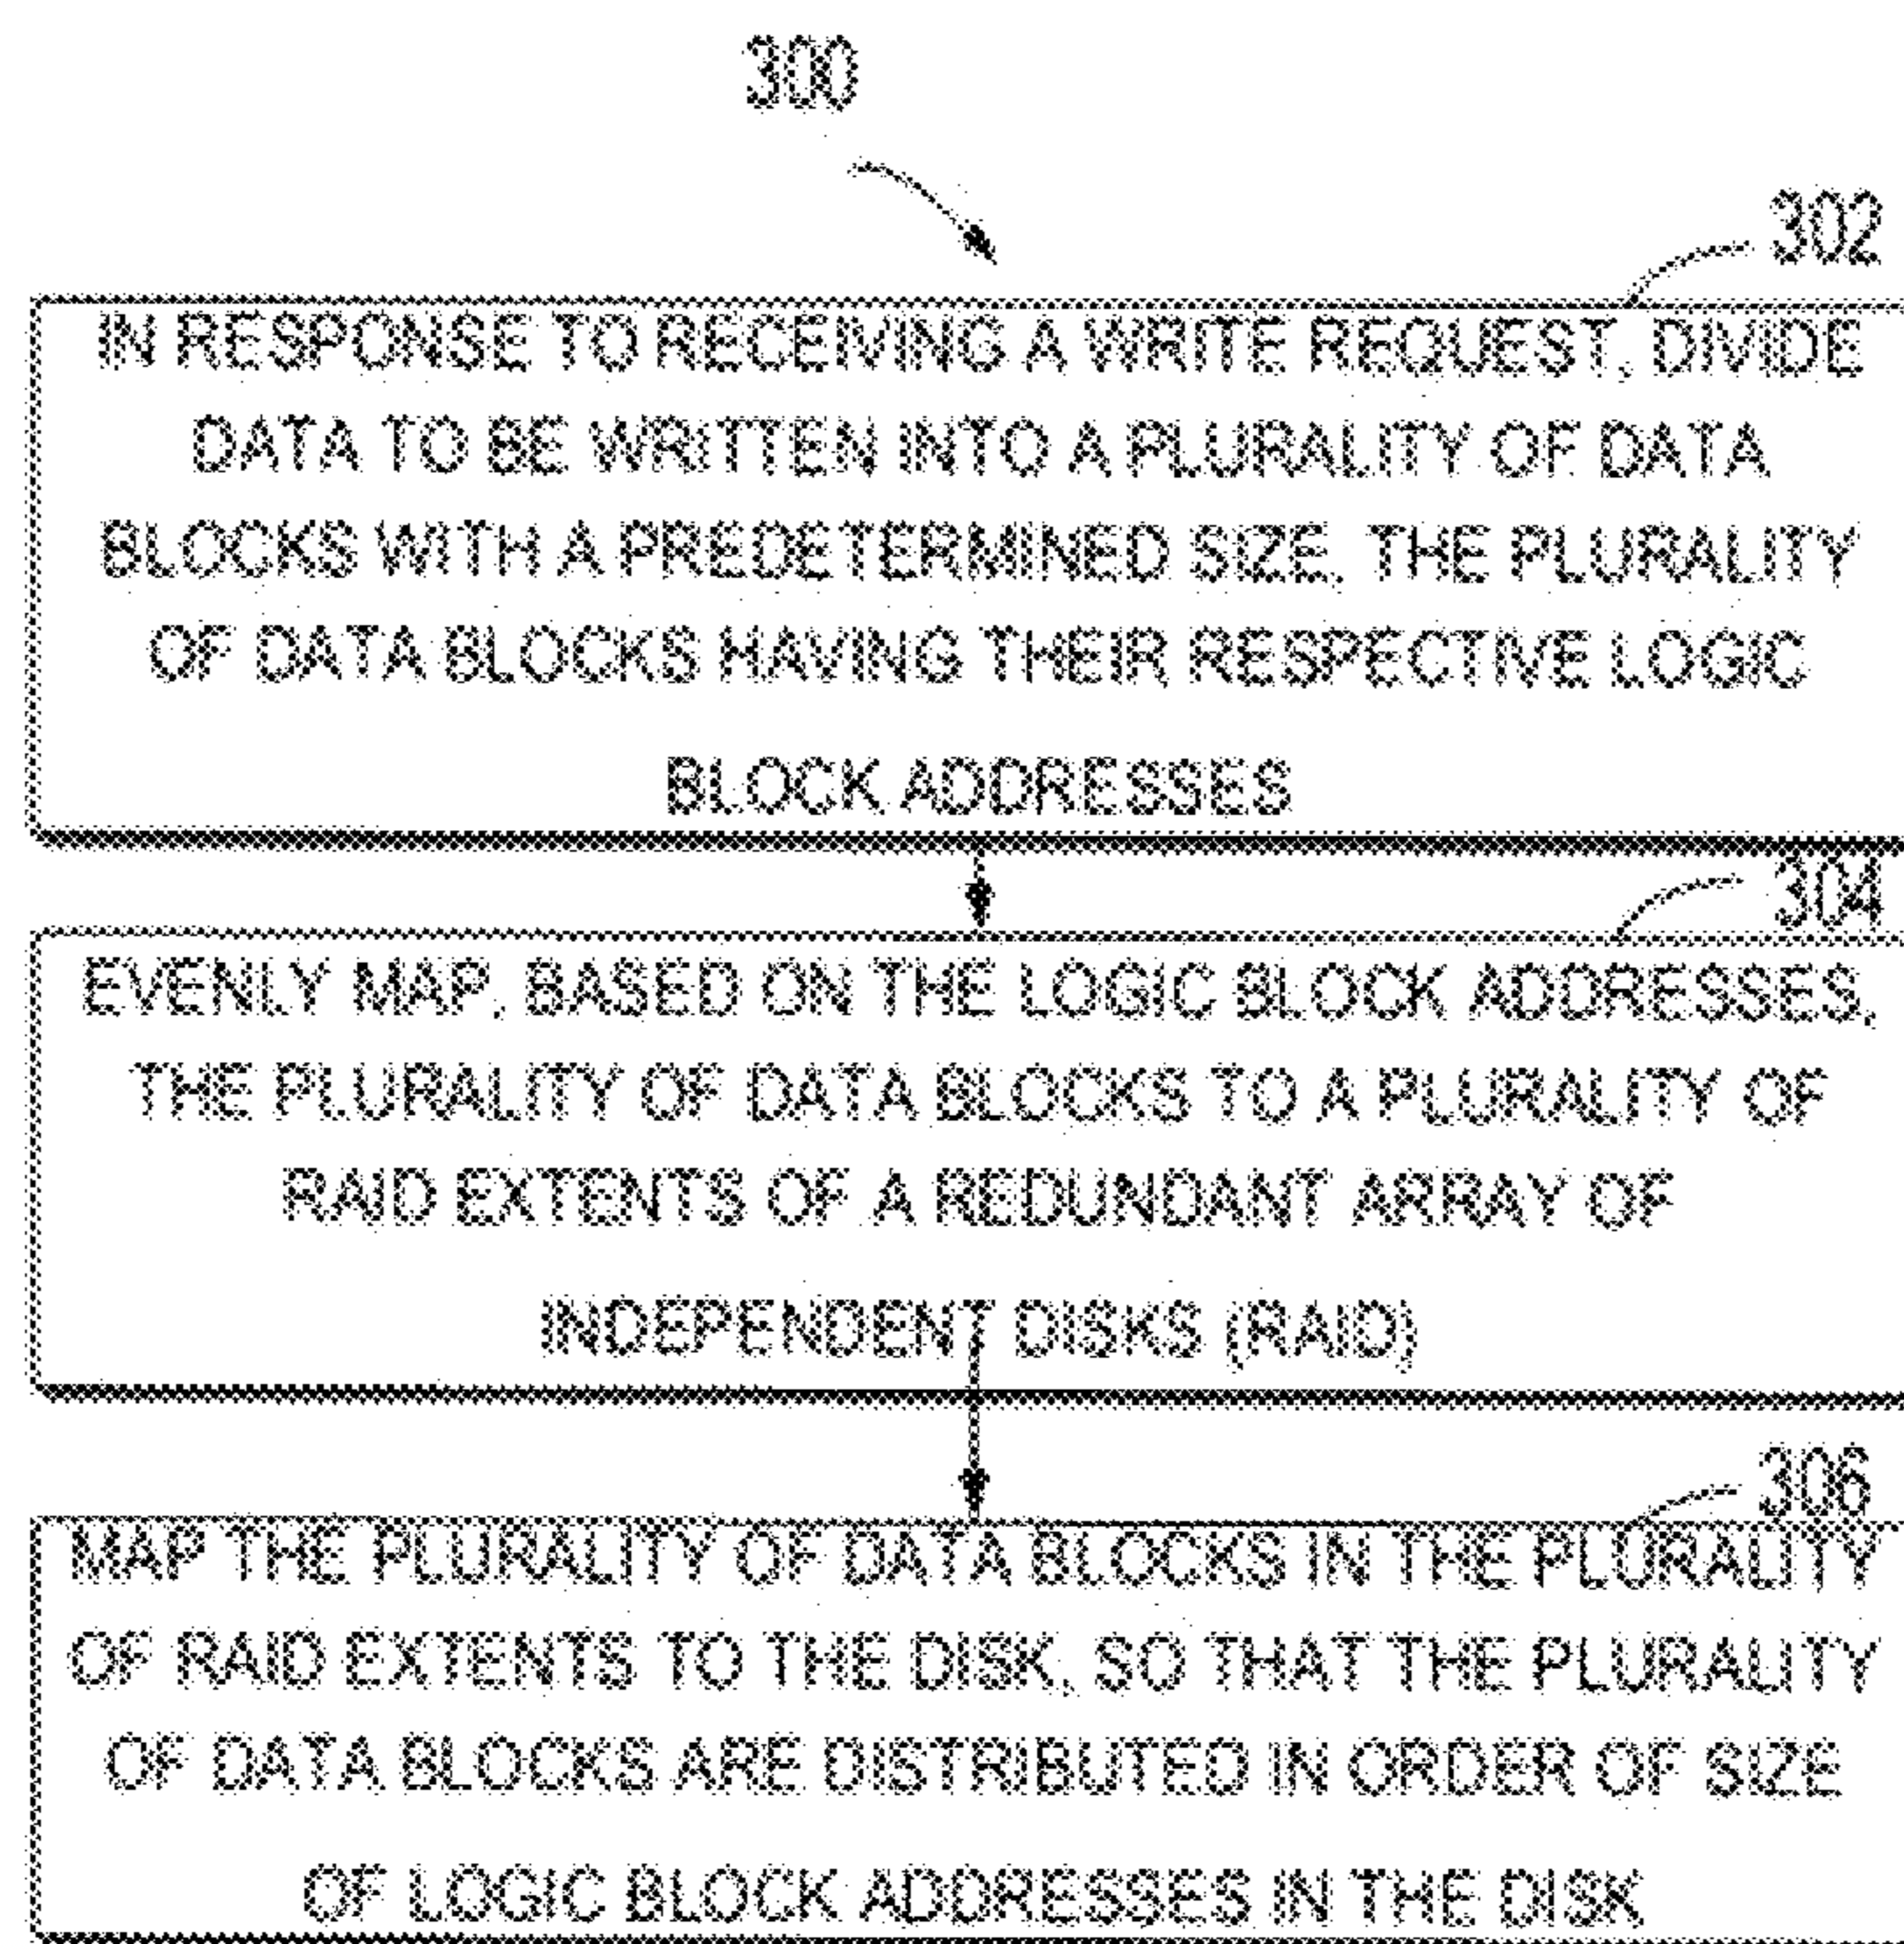 300
302
IN RESPONSE TO RECEIVING A WRITE REQUEST, DIVIDE
DATA TO BE WRITTEN INTO A PLURALITY OF DATA
BLOCKS WITH A PREDETERMINED SIZE, THE PLURALITY
OF DATA BLOCKS HAVING THEIR RESPECTIVE LOGIC
BLOCK ADDRESSES
304
EVENLY MAP, BASED ON THE LOGIC BLOCK ADDRESSES,
THE PLURALITY OF DATA BLOCKS TO A PLURALITY OF
RAID EXTENTS OF A REDUNDANT ARRAY OF
INDEPENDENT DISKS (RAID)
306
MAP THE PLURALITY OF DATA BLOCKS IN THE PLURALITY
OF RAID EXTENTS TO THE DISK, SO THAT THE PLURALITY
OF DATA BLOCKS ARE DISTRIBUTED IN ORDER OF SIZE
OF LOGIC BLOCK ADDRESSES IN THE DISK